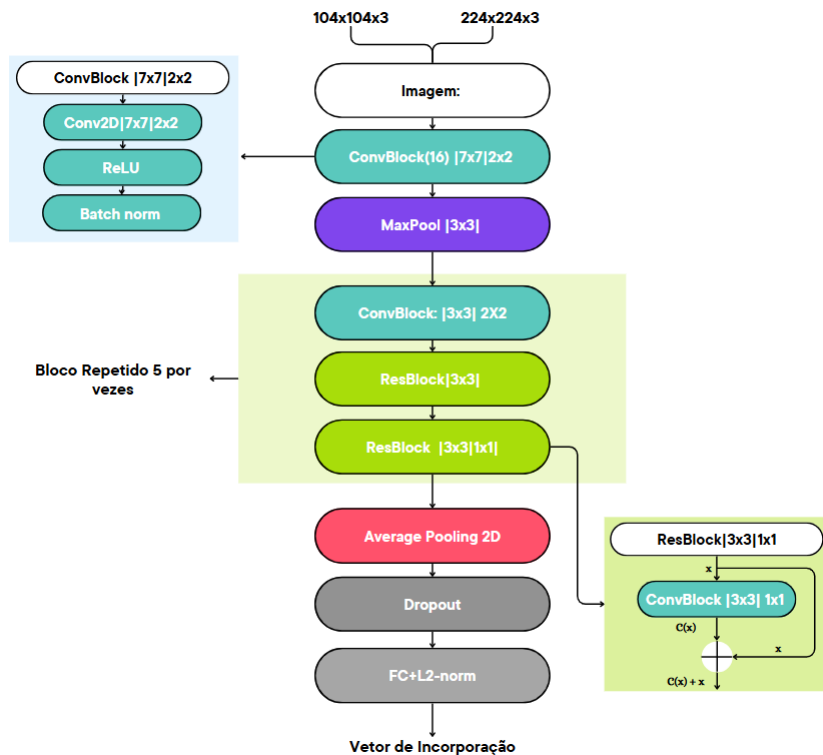 104x104x3
224x224x3
Imagem:
ConvBlock |7x7|2x2
Conv2D|7x7|2x2
ReLU
Batch norm
ConvBlock(16) |7x7|2x2
MaxPool |3x3|
ConvBlock: |3x3| 2X2
Bloco Repetido 5 por
vezes
ResBlock|3x3|
ResBlock |3x3|1x1|
Average Pooling 2D
Dropout
FC+L2-norm
Vetor de Incorporação
ResBlock|3x3|1x1
x
ConvBlock |3x3| 1x1
C(x)
x
C(x) + x